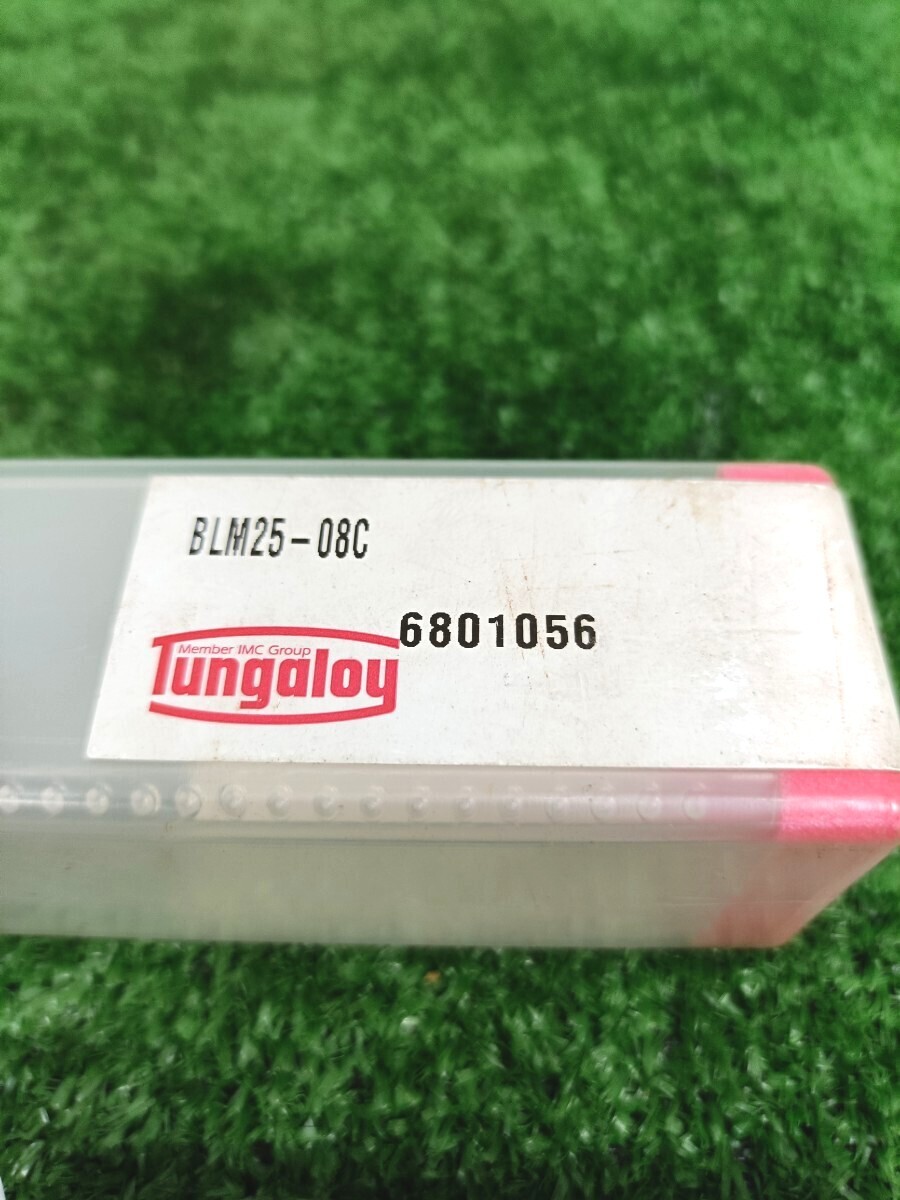 BLM25-08C
6801056
Member IMC Group
Tungaloy